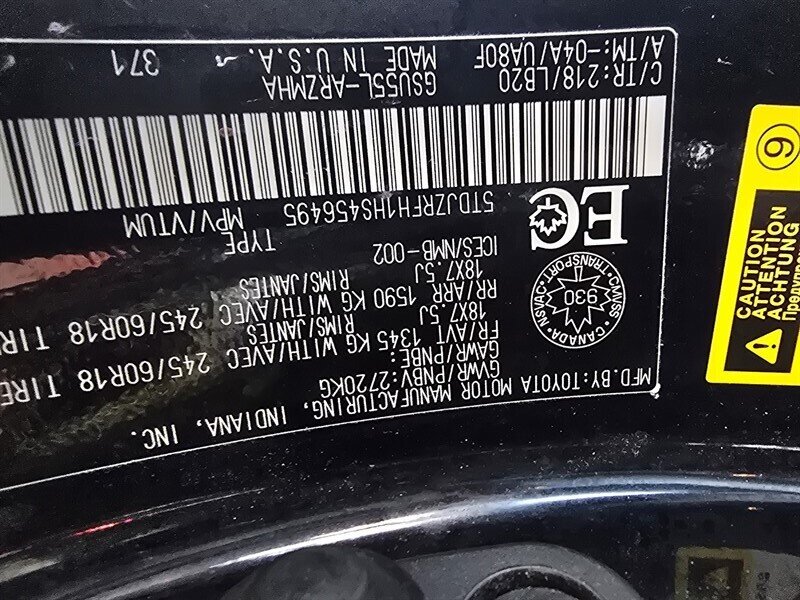 MFD.BY:TOYOTA MOTOR MANUFACTURING, INDIANA, INC.
GVWR/PNBV:2720KG
GAWR/PNBE:
FR/AVT 1345 KG WITH/AVEC 245/60R18 TIRE
18X7.5J RIMS/JANTES
RR/ARR 1590 KG WITH/AVEC 245/60R18 TIRE
18X7.5J RIMS/JANTES
ICES/NMB-002
CMVSS TRANSPORT CANADA NSVAC
930
EC
5TDJZRFH1HS456495 TYPE MPV/VTUM
C/TR:218/LB20 GSU55L-ARZMHA
A/TM:-04A/UA80F MADE IN U.S.A. 371
CAUTION
ATTENTION
ACHTUNG